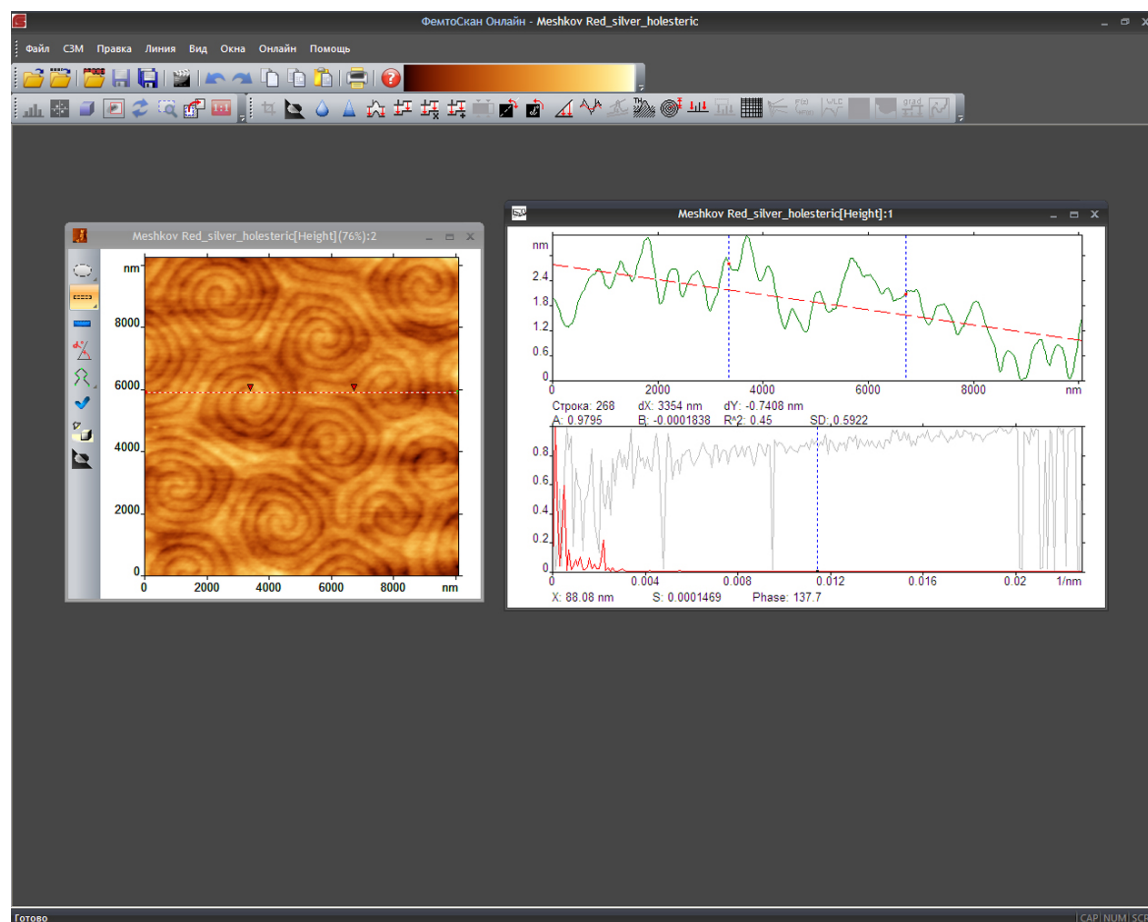 ФемтоСкан Онлайн - Meshkov Red_silver_holesteric
Файл СЗМ Правка Линия Вид Окна Онлайн Помощь
Meshkov Red_silver_holesteric[Height](76%):2
nm
8000
6000
4000
2000
0
0 2000 4000 6000 8000 nm
Meshkov Red_silver_holesteric[Height]:1
nm
2.4
1.8
1.2
0.6
0
0 2000 4000 6000 8000 nm
Строка: 268 dX: 3354 nm dY: -0.7408 nm
A: 0.9795 B: -0.0001838 R^2: 0.45 SD: 0.5922
0.8
0.6
0.4
0.2
0
0 0.004 0.008 0.012 0.016 0.02 1/nm
X: 88.08 nm S: 0.0001469 Phase: 137.7
Готово CAP NUM SCR